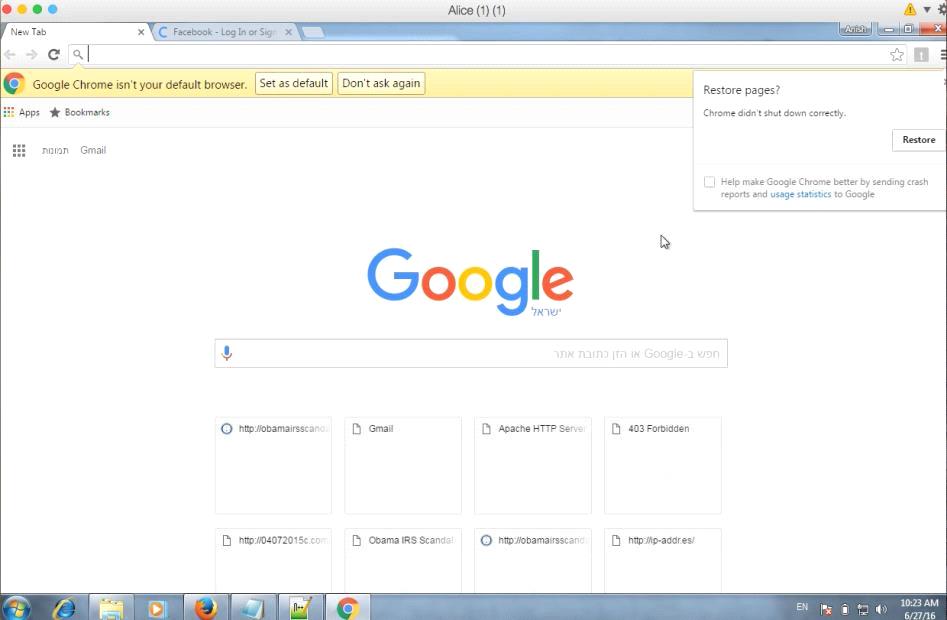 Alice (1) (1)
New Tab
Facebook - Log In or Sign
Anish
Google Chrome isn't your default browser. Set as default Don't ask again
Restore pages?
Chrome didn't shut down correctly.
Restore
Help make Google Chrome better by sending crash
reports and usage statistics to Google
Apps Bookmarks
תמונות Gmail
Google
ישראל
חפש ב-Google או הזן כתובת אתר
http://obamairsscanda
Gmail
Apache HTTP Server
403 Forbidden
http://04072015c.com
Obama IRS Scandal
http://obamairsscand
http://ip-addr.es/
EN
10:23 AM
6/27/16